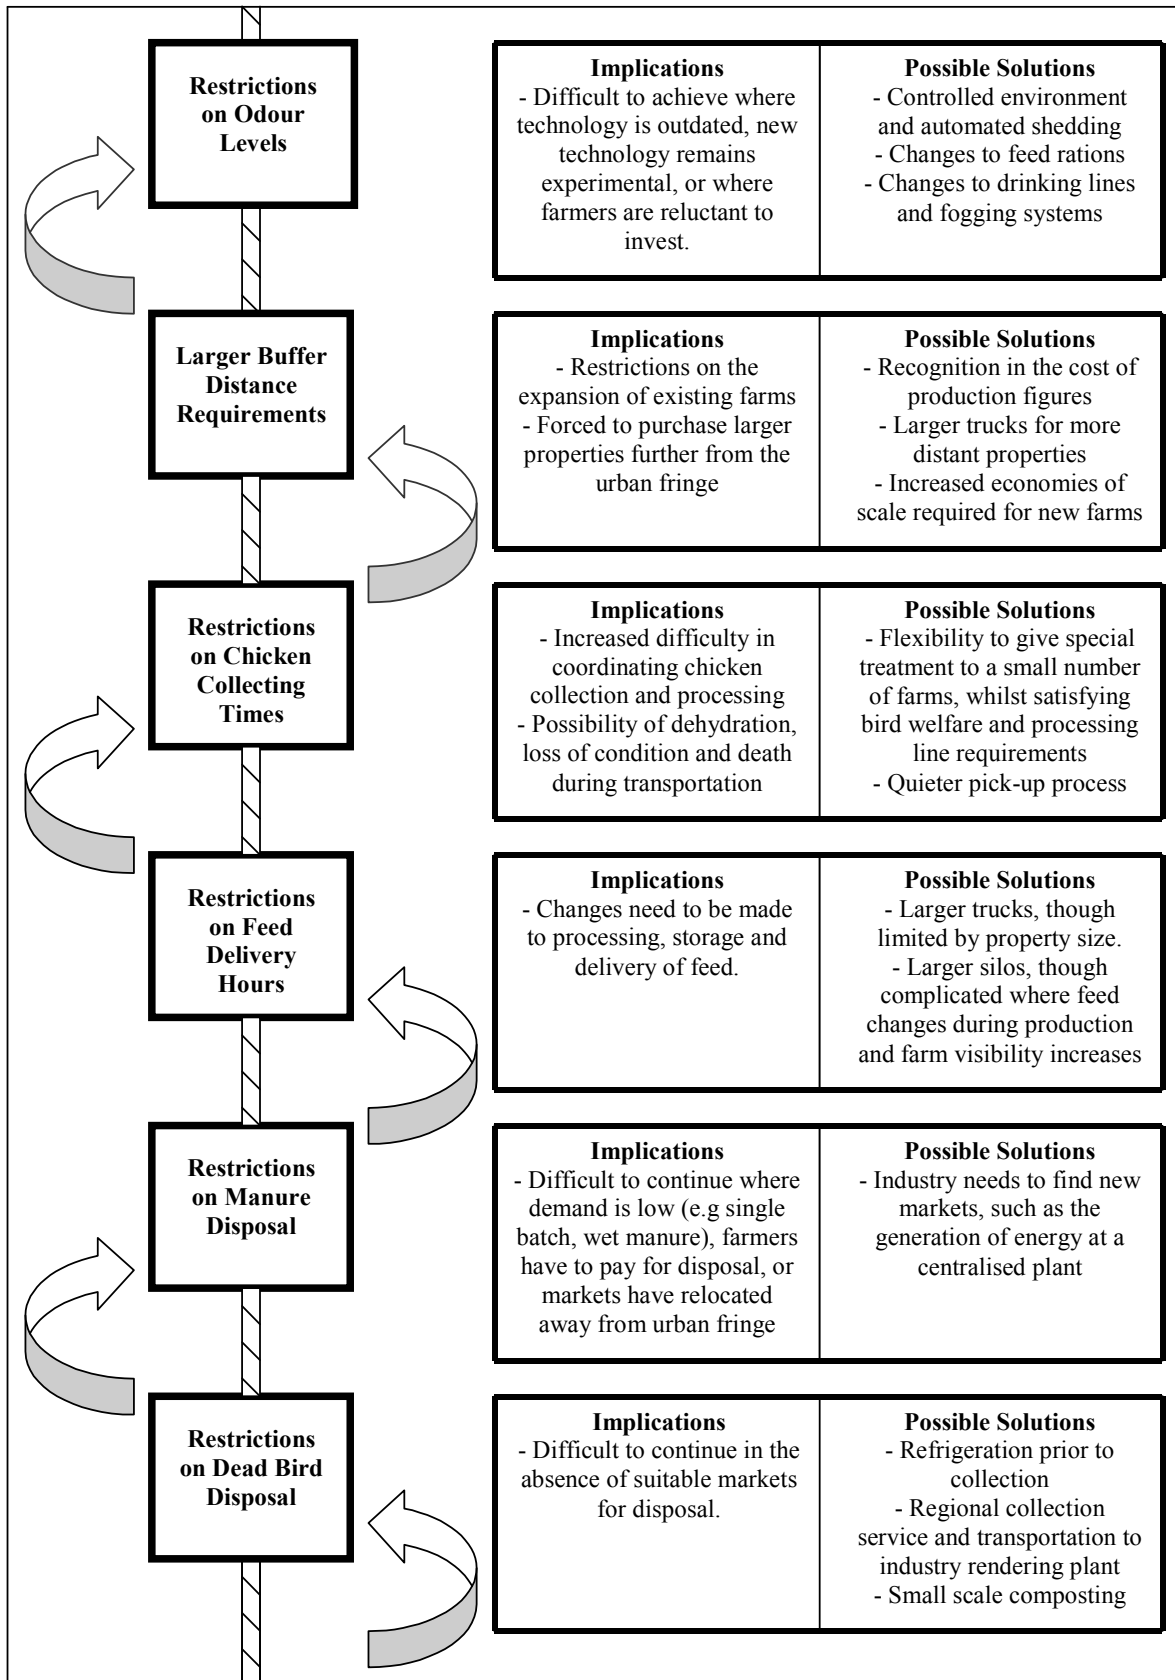 Restrictions
on Odour
Levels
Implications
- Difficult to achieve where
technology is outdated, new
technology remains
experimental, or where
farmers are reluctant to
invest.
Possible Solutions
- Controlled environment
and automated shedding
- Changes to feed rations
- Changes to drinking lines
and fogging systems
Larger Buffer
Distance
Requirements
Implications
- Restrictions on the
expansion of existing farms
- Forced to purchase larger
properties further from the
urban fringe
Possible Solutions
- Recognition in the cost of
production figures
- Larger trucks for more
distant properties
- Increased economies of
scale required for new farms
Restrictions
on Chicken
Collecting
Times
Implications
- Increased difficulty in
coordinating chicken
collection and processing
- Possibility of dehydration,
loss of condition and death
during transportation
Possible Solutions
- Flexibility to give special
treatment to a small number
of farms, whilst satisfying
bird welfare and processing
line requirements
- Quieter pick-up process
Restrictions
on Feed
Delivery
Hours
Implications
- Changes need to be made
to processing, storage and
delivery of feed.
Possible Solutions
- Larger trucks, though
limited by property size.
- Larger silos, though
complicated where feed
changes during production
and farm visibility increases
Restrictions
on Manure
Disposal
Implications
- Difficult to continue where
demand is low (e.g single
batch, wet manure), farmers
have to pay for disposal, or
markets have relocated
away from urban fringe
Possible Solutions
- Industry needs to find new
markets, such as the
generation of energy at a
centralised plant
Restrictions
on Dead Bird
Disposal
Implications
- Difficult to continue in the
absence of suitable markets
for disposal.
Possible Solutions
- Refrigeration prior to
collection
- Regional collection
service and transportation to
industry rendering plant
- Small scale composting